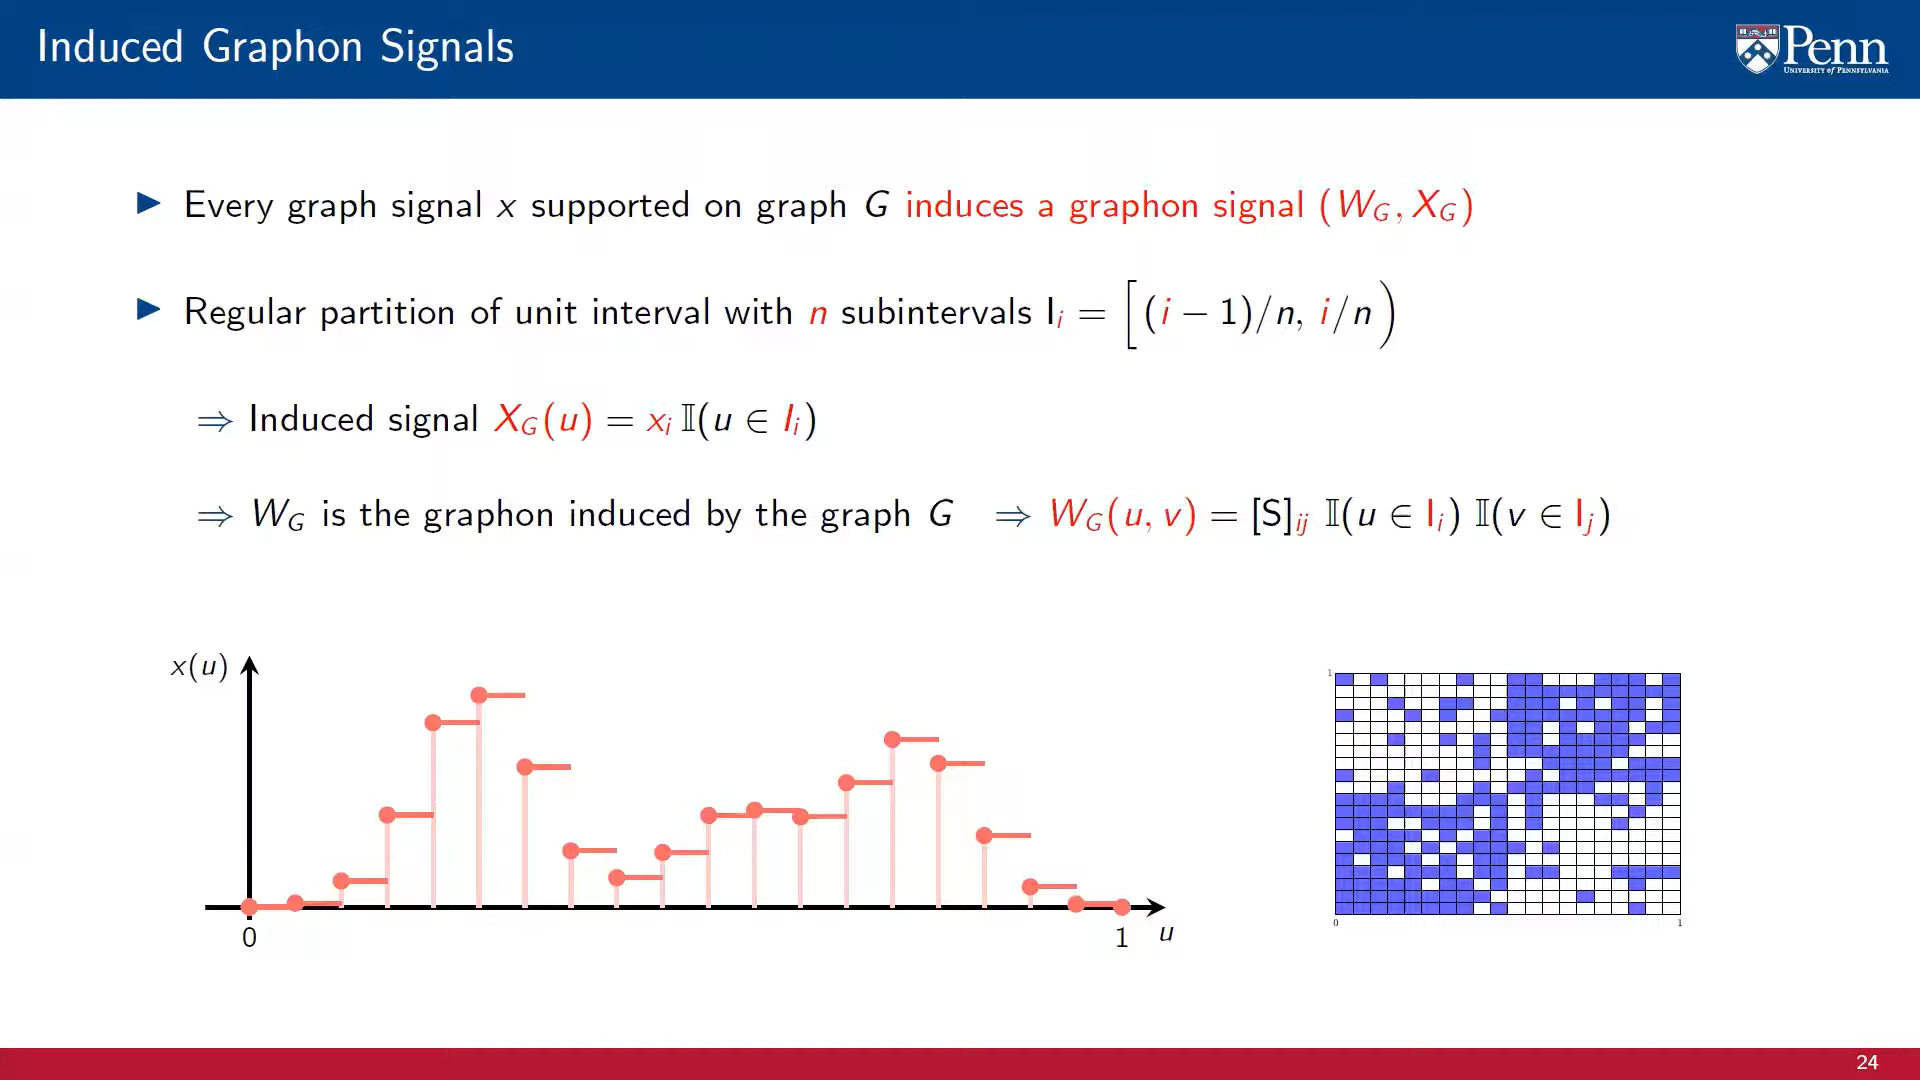 Induced Graphon Signals
Penn
UNIVERSITY of PENNSYLVANIA
▶ Every graph signal x supported on graph G induces a graphon signal (W_G, X_G)
▶ Regular partition of unit interval with n subintervals I_i = [(i − 1)/n, i/n)
⇒ Induced signal X_G(u) = x_i 𝕀(u ∈ I_i)
⇒ W_G is the graphon induced by the graph G ⇒ W_G(u, v) = [S]_ij 𝕀(u ∈ I_i) 𝕀(v ∈ I_j)
x(u)
0
1
u
1
0
1
24